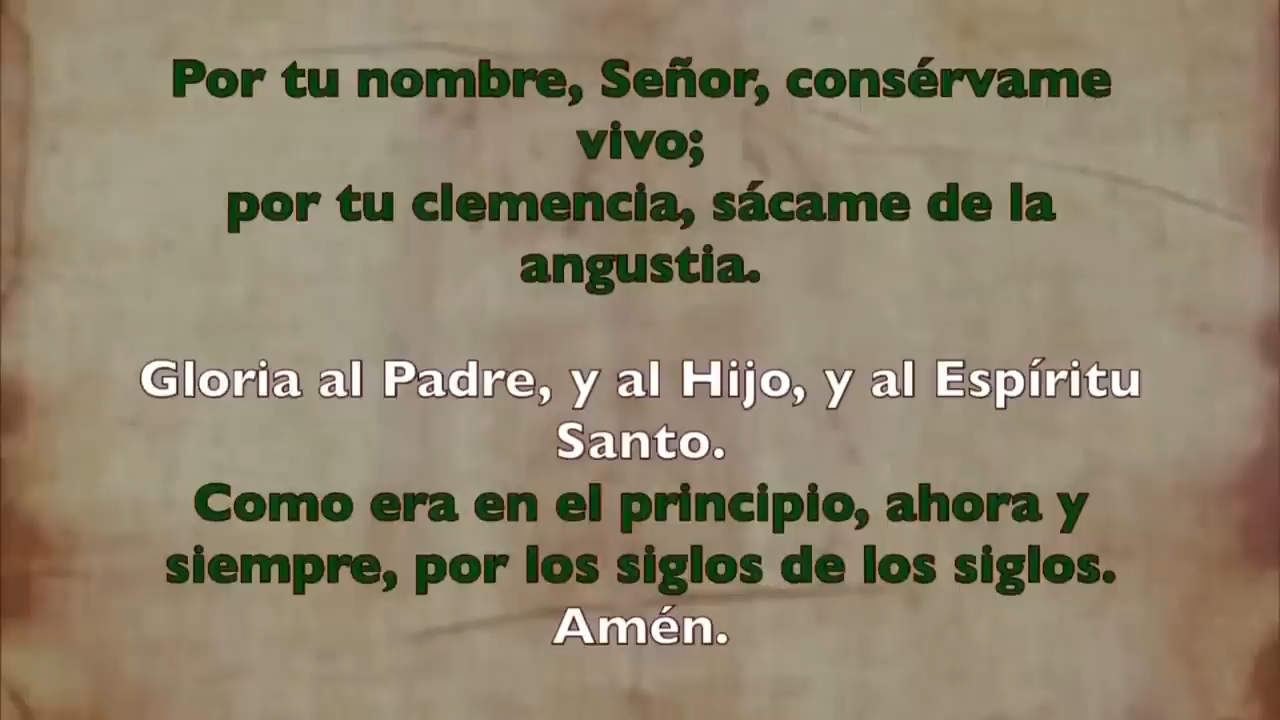 Por tu nombre, Señor, consérvame
vivo;
por tu clemencia, sácame de la
angustia.
Gloria al Padre, y al Hijo, y al Espíritu
Santo.
Como era en el principio, ahora y
siempre, por los siglos de los siglos.
Amén.